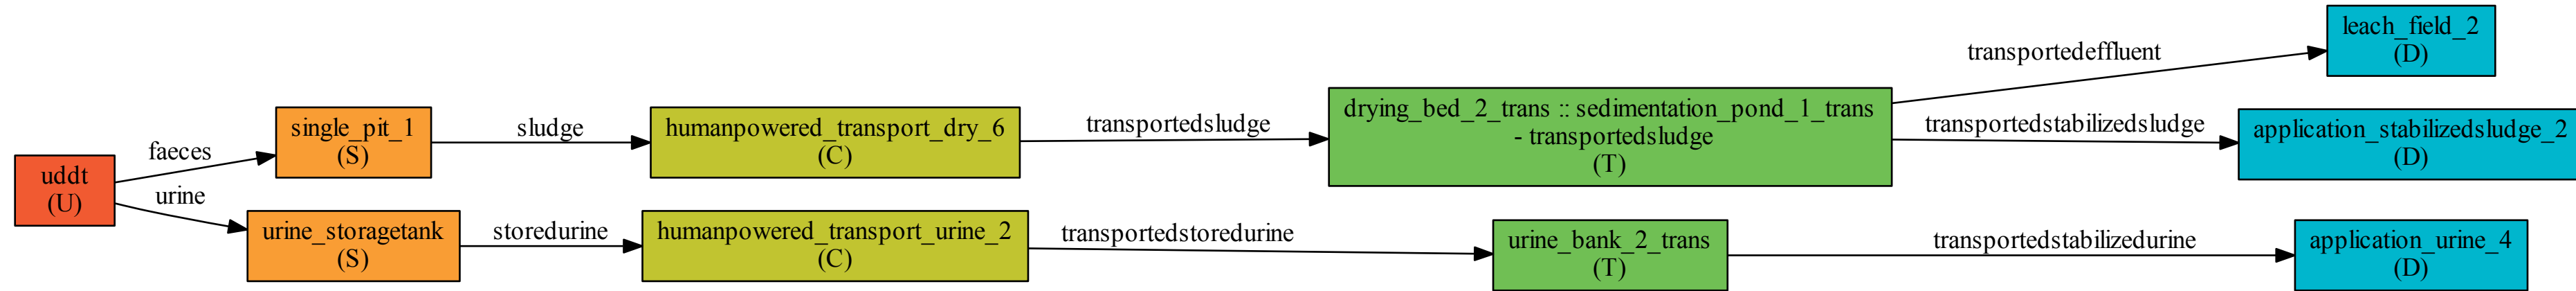 uddt
(U)
faeces
urine
single_pit_1
(S)
urine_storagetank
(S)
sludge
storedurine
humanpowered_transport_dry_6
(C)
humanpowered_transport_urine_2
(C)
transportedsludge
transportedstoredurine
drying_bed_2_trans :: sedimentation_pond_1_trans
- transportedsludge
(T)
urine_bank_2_trans
(T)
transportedeffluent
transportedstabilizedsludge
transportedstabilizedurine
leach_field_2
(D)
application_stabilizedsludge_2
(D)
application_urine_4
(D)